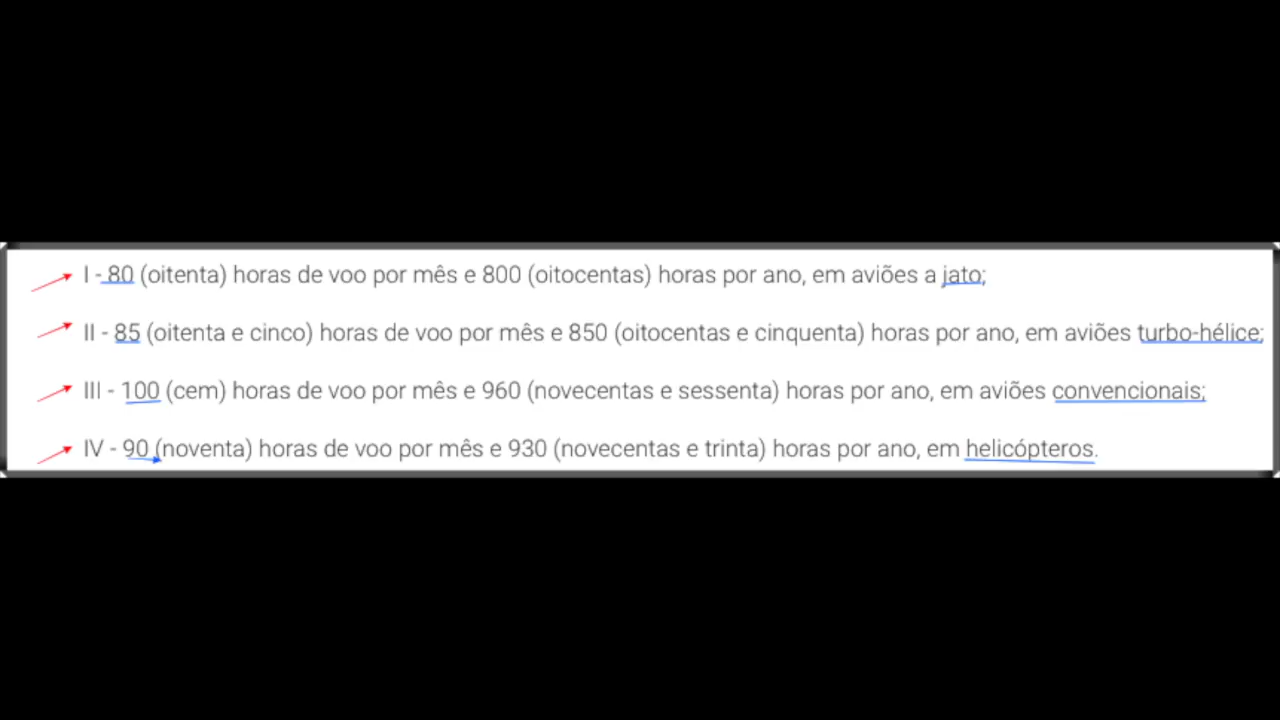 I - 80 (oitenta) horas de voo por mês e 800 (oitocentas) horas por ano, em aviões a jato;
II - 85 (oitenta e cinco) horas de voo por mês e 850 (oitocentas e cinquenta) horas por ano, em aviões turbo-hélice;
III - 100 (cem) horas de voo por mês e 960 (novecentas e sessenta) horas por ano, em aviões convencionais;
IV - 90 (noventa) horas de voo por mês e 930 (novecentas e trinta) horas por ano, em helicópteros.